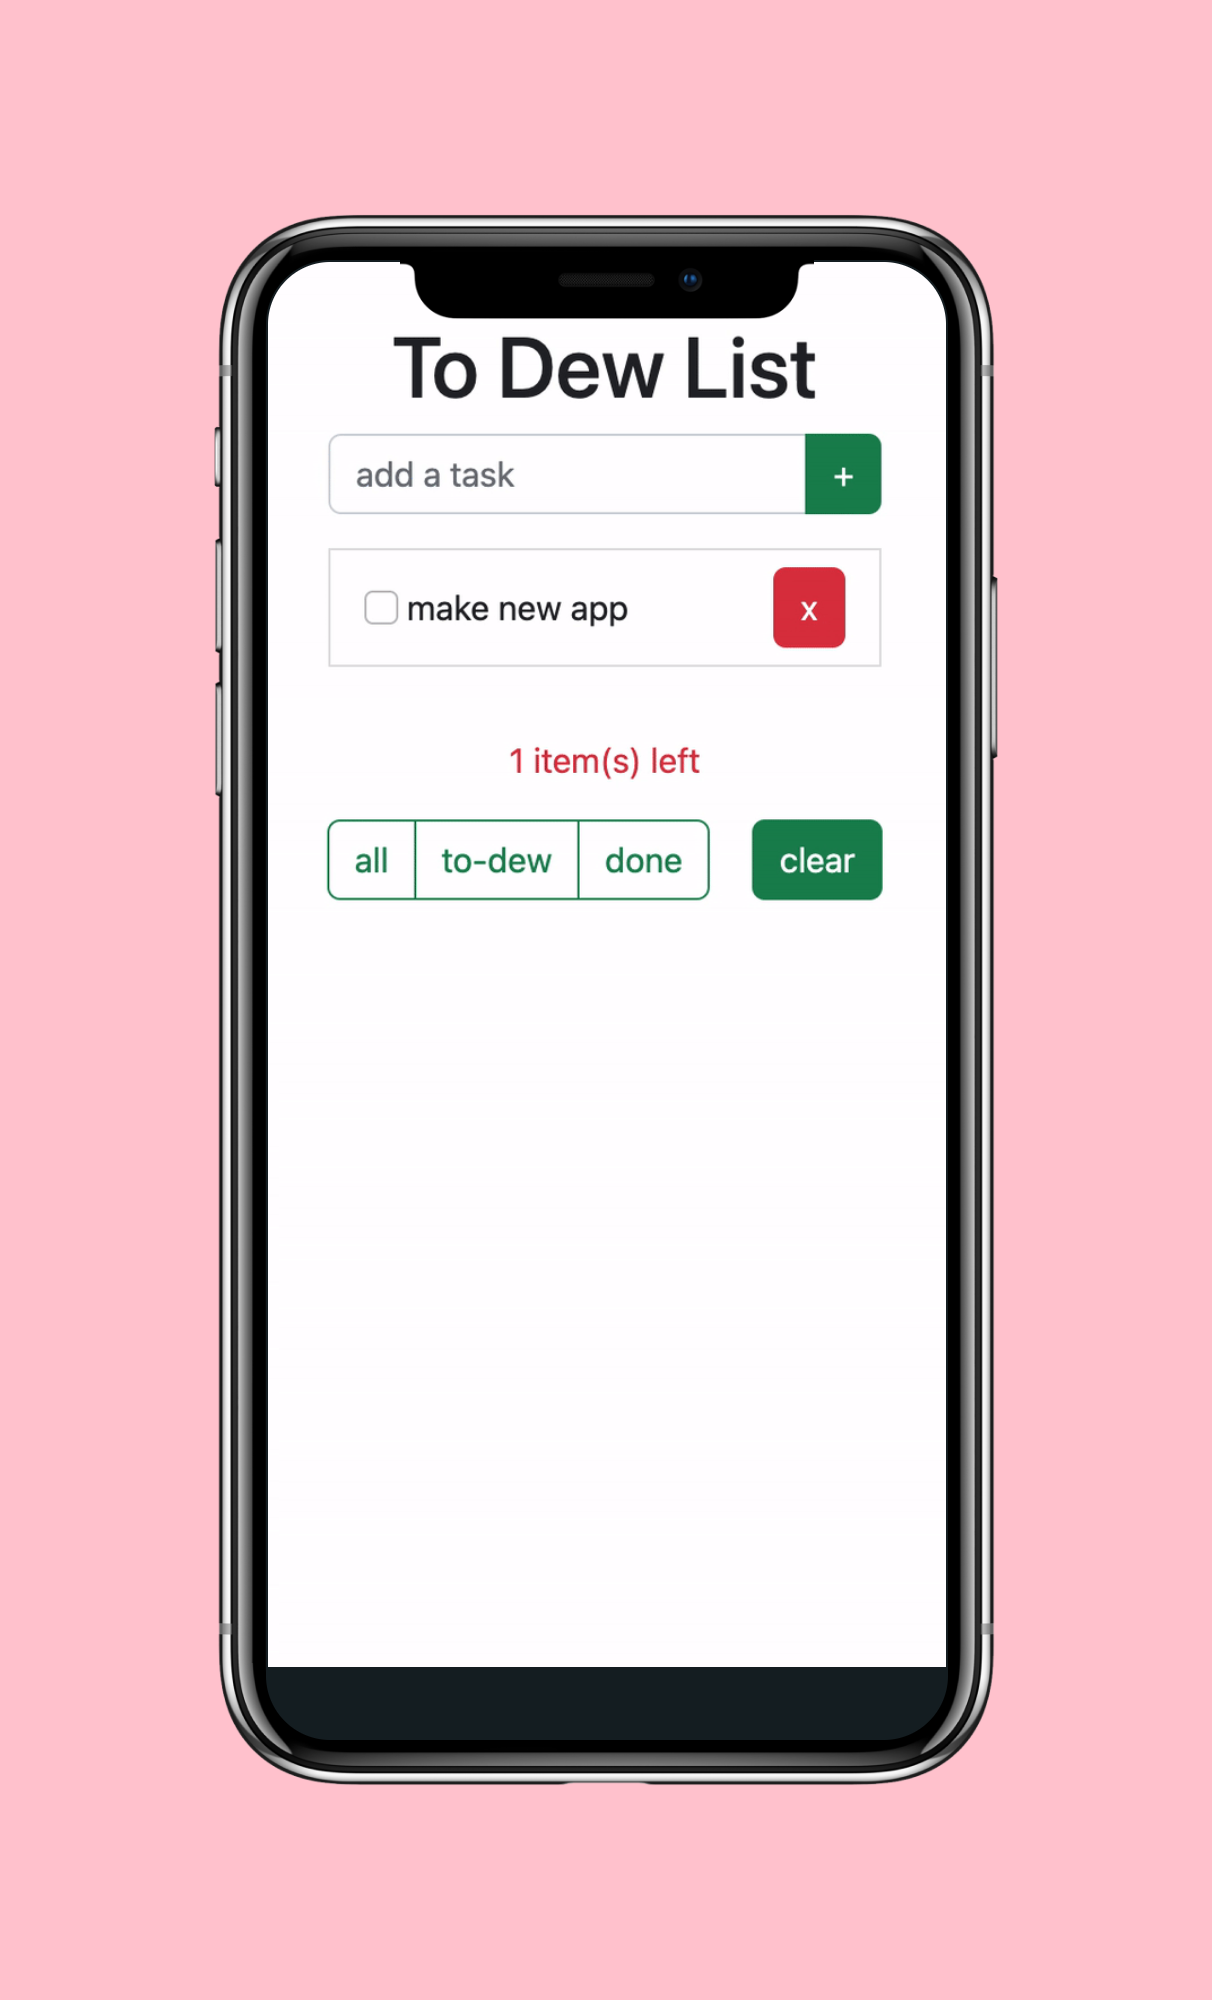 To Dew List
add a task +
make new app x
1 item(s) left
all to-dew done clear